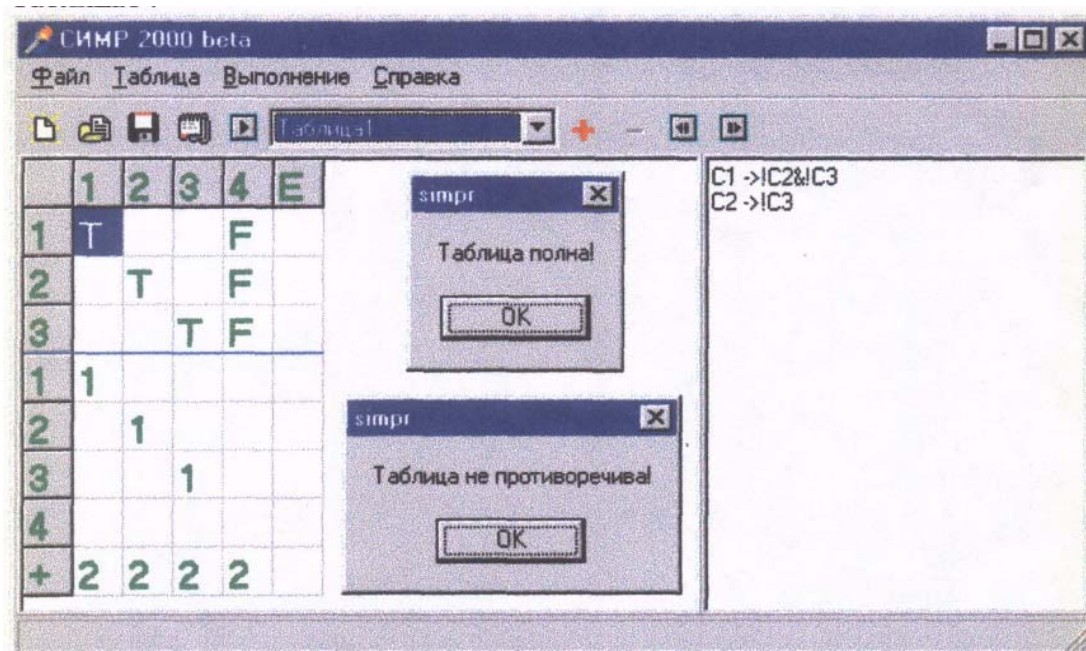 СИМР 2000 beta
Файл Таблица Выполнение Справка
Таблица1
1 2 3 4 E
1 T F
2 T F
3 T F
1 1
2 1
3 1
4
+ 2 2 2 2
simpr
Таблица полна!
OK
simpr
Таблица не противоречива!
OK
C1 ->!C2&!C3
C2 ->!C3